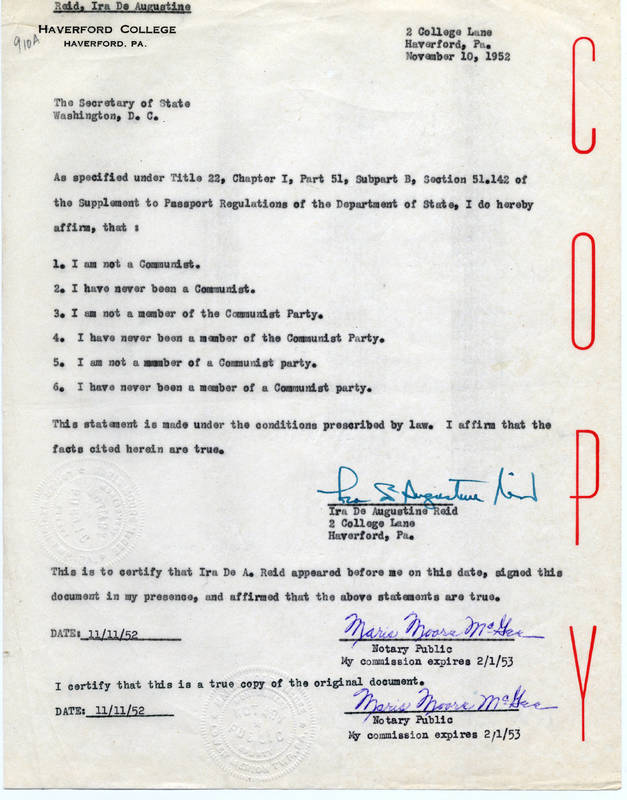 Reid, Ira De Augustine
910A
HAVERFORD COLLEGE
HAVERFORD, PA.
2 College Lane
Haverford, Pa.
November 10, 1952
The Secretary of State
Washington, D. C.
As specified under Title 22, Chapter I, Part 51, Subpart B, Section 51.142 of
the Supplement to Passport Regulations of the Department of State, I do hereby
affirm, that :
1. I am not a Communist.
2. I have never been a Communist.
3. I am not a member of the Communist Party.
4. I have never been a member of the Communist Party.
5. I am not a member of a Communist party.
6. I have never been a member of a Communist party.
This statement is made under the conditions prescribed by law. I affirm that the
facts cited herein are true.
Ira De Augustine Reid
Ira De Augustine Reid
2 College Lane
Haverford, Pa.
This is to certify that Ira De A. Reid appeared before me on this date, signed this
document in my presence, and affirmed that the above statements are true.
DATE: 11/11/52
Marie Moore McGee
Notary Public
My commission expires 2/1/53
I certify that this is a true copy of the original document.
DATE: 11/11/52
Marie Moore McGee
Notary Public
My commission expires 2/1/53
COPY